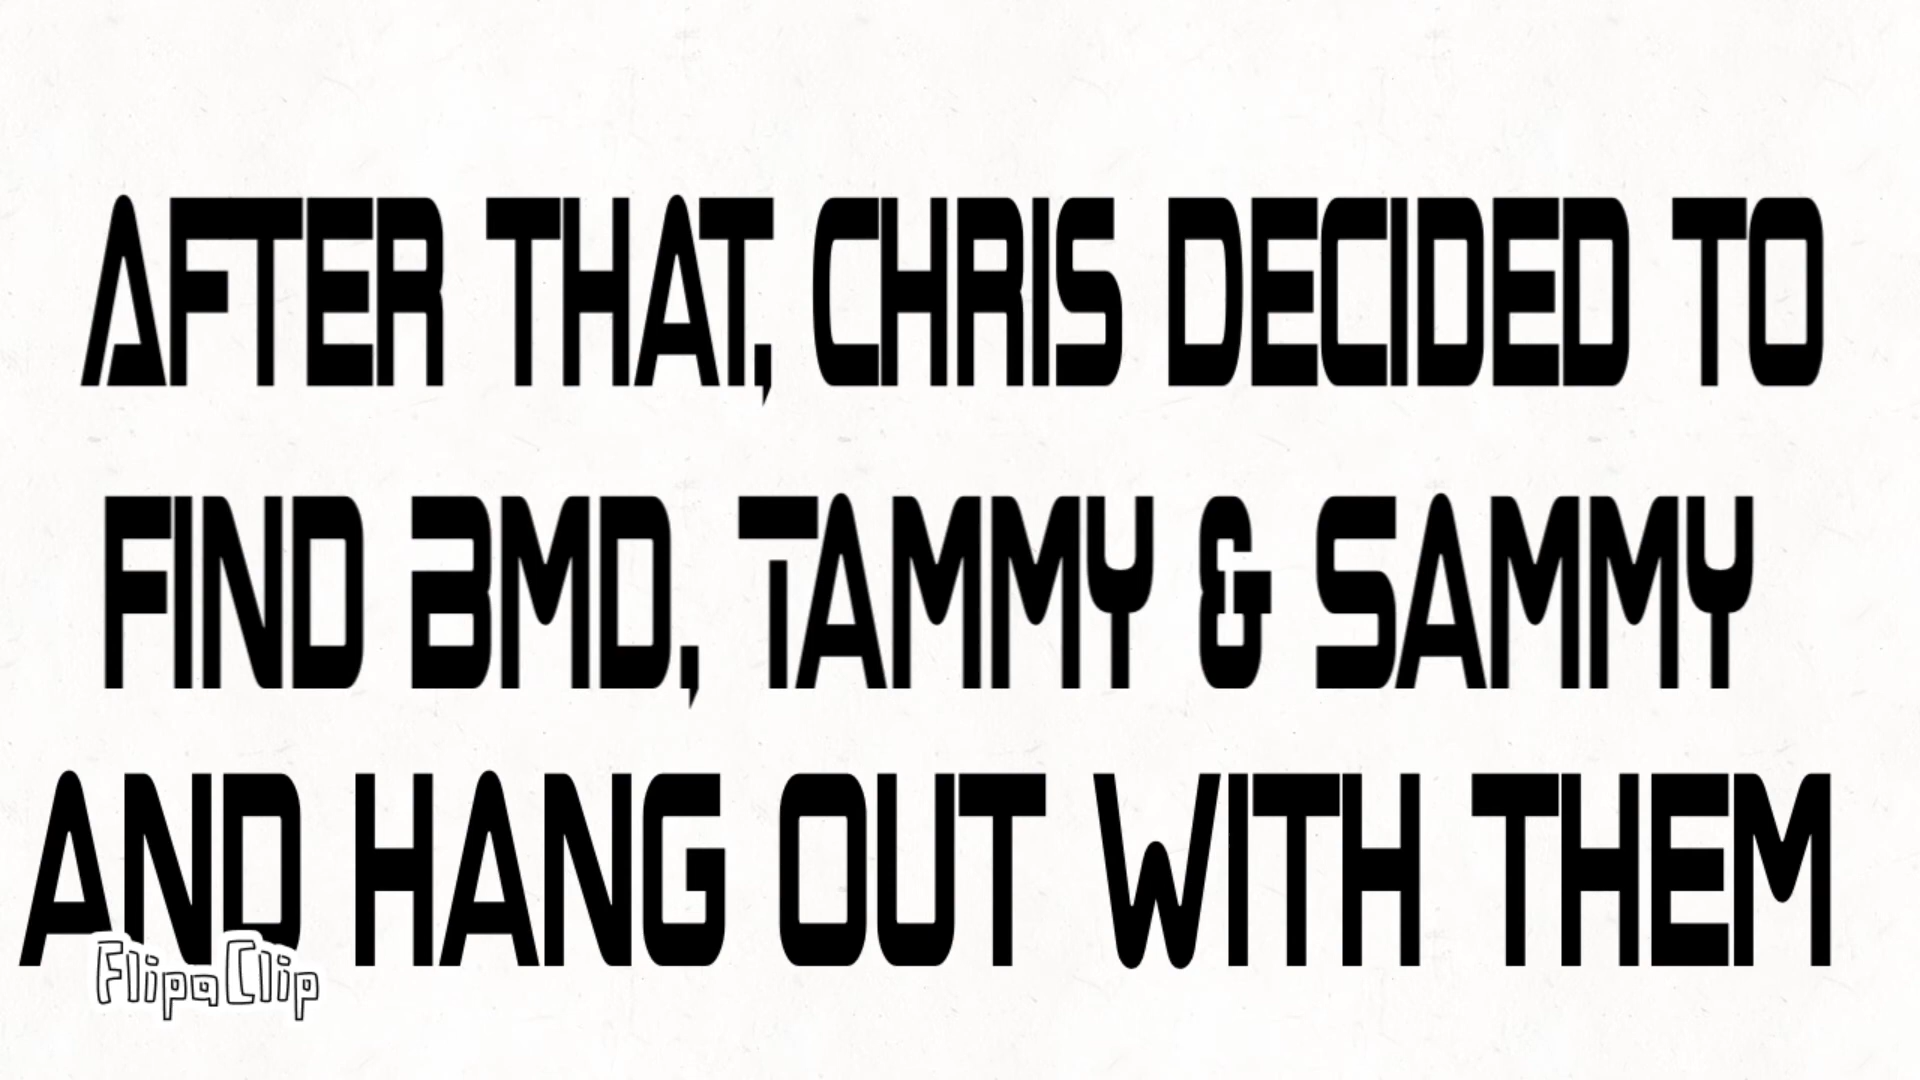 AFTER THAT, CHRIS DECIDED TO
FIND BMD, TAMMY & SAMMY
AND HANG OUT WITH THEM
FlipaClip